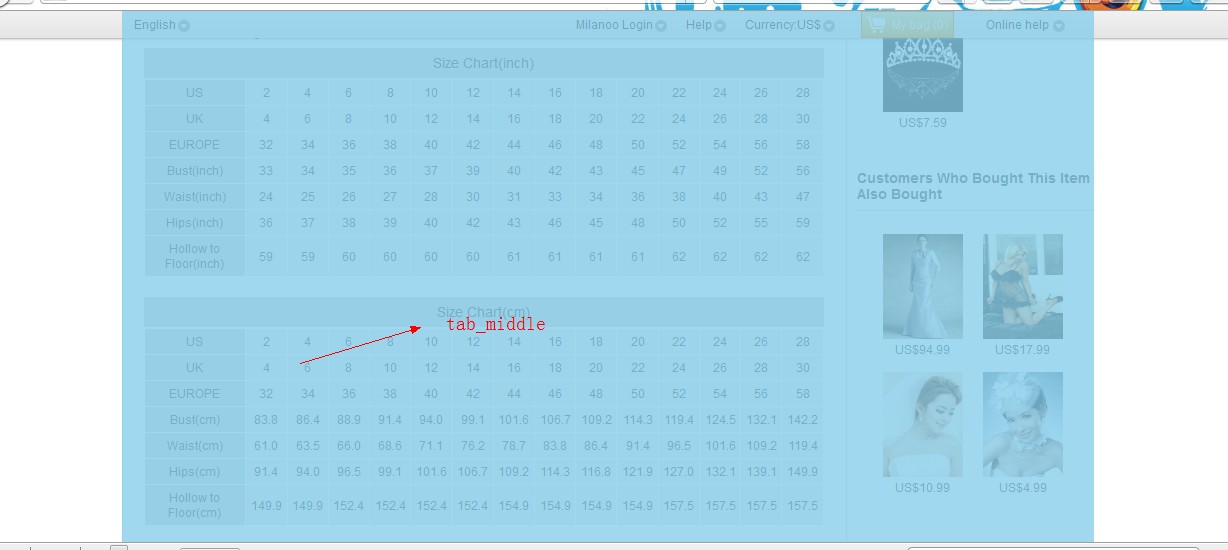 English Milanoo Login Help Currency:US$ My bag (0) Online help
Size Chart(inch)
US 2 4 6 8 10 12 14 16 18 20 22 24 26 28
UK 4 6 8 10 12 14 16 18 20 22 24 26 28 30
EUROPE 32 34 36 38 40 42 44 46 48 50 52 54 56 58
Bust(inch) 33 34 35 36 37 39 40 42 43 45 47 49 52 56
Waist(inch) 24 25 26 27 28 30 31 33 34 36 38 40 43 47
Hips(inch) 36 37 38 39 40 42 43 46 45 48 50 52 55 59
Hollow to
Floor(inch) 59 59 60 60 60 60 61 61 61 61 62 62 62 62
Size Chart(cm)
tab_middle
US 2 4 6 8 10 12 14 16 18 20 22 24 26 28
UK 4 6 8 10 12 14 16 18 20 22 24 26 28 30
EUROPE 32 34 36 38 40 42 44 46 48 50 52 54 56 58
Bust(cm) 83.8 86.4 88.9 91.4 94.0 99.1 101.6 106.7 109.2 114.3 119.4 124.5 132.1 142.2
Waist(cm) 61.0 63.5 66.0 68.6 71.1 76.2 78.7 83.8 86.4 91.4 96.5 101.6 109.2 119.4
Hips(cm) 91.4 94.0 96.5 99.1 101.6 106.7 109.2 114.3 116.8 121.9 127.0 132.1 139.1 149.9
Hollow to
Floor(cm) 149.9 149.9 152.4 152.4 152.4 154.9 154.9 154.9 154.9 154.9 157.5 157.5 157.5 157.5
US$7.59
Customers Who Bought This Item
Also Bought
US$94.99 US$17.99
US$10.99 US$4.99